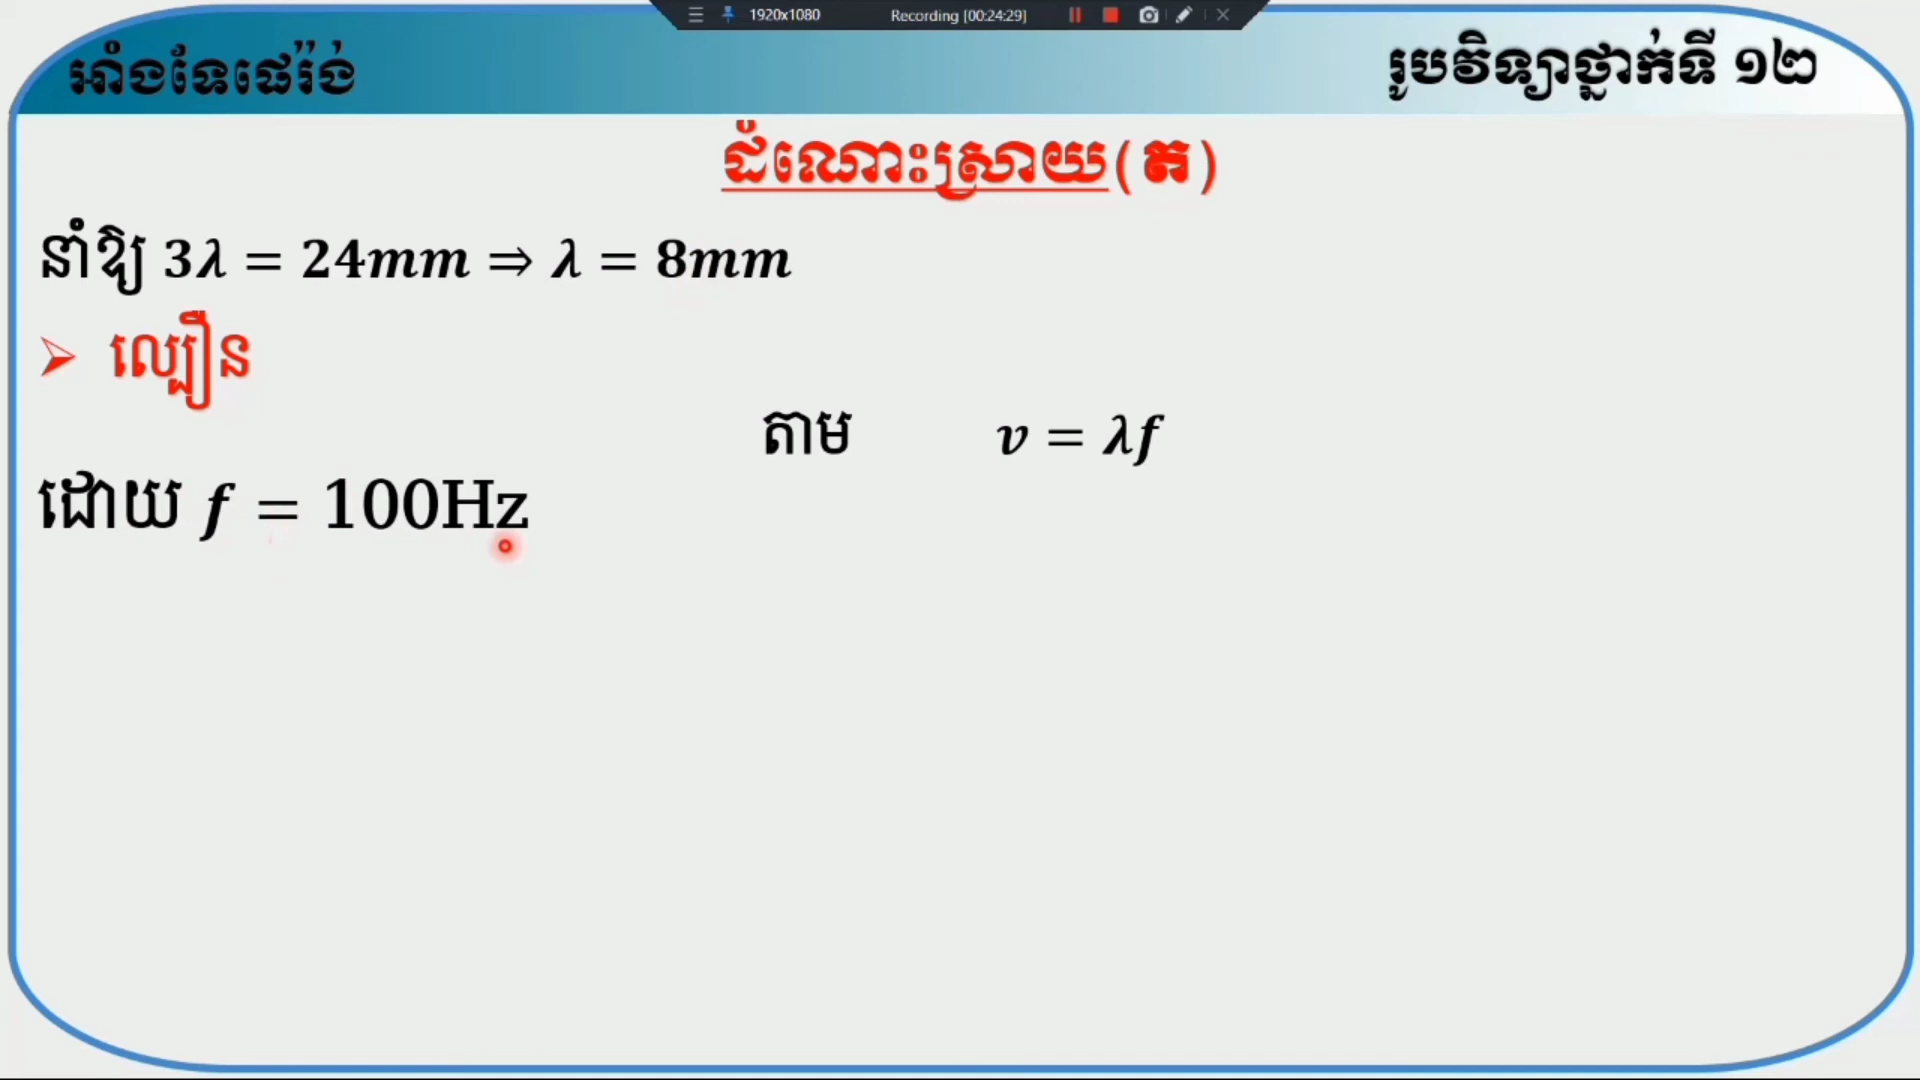 1920x1080 Recording [00:24:29]
អាំងទែផេរ៉ង់ រូបវិទ្យាថ្នាក់ទី ១២
ដំណោះស្រាយ(ត)
នាំឱ្យ 3λ = 24mm ⇒ λ = 8mm
➢ ល្បឿន
តាម v = λf
ដោយ f = 100Hz